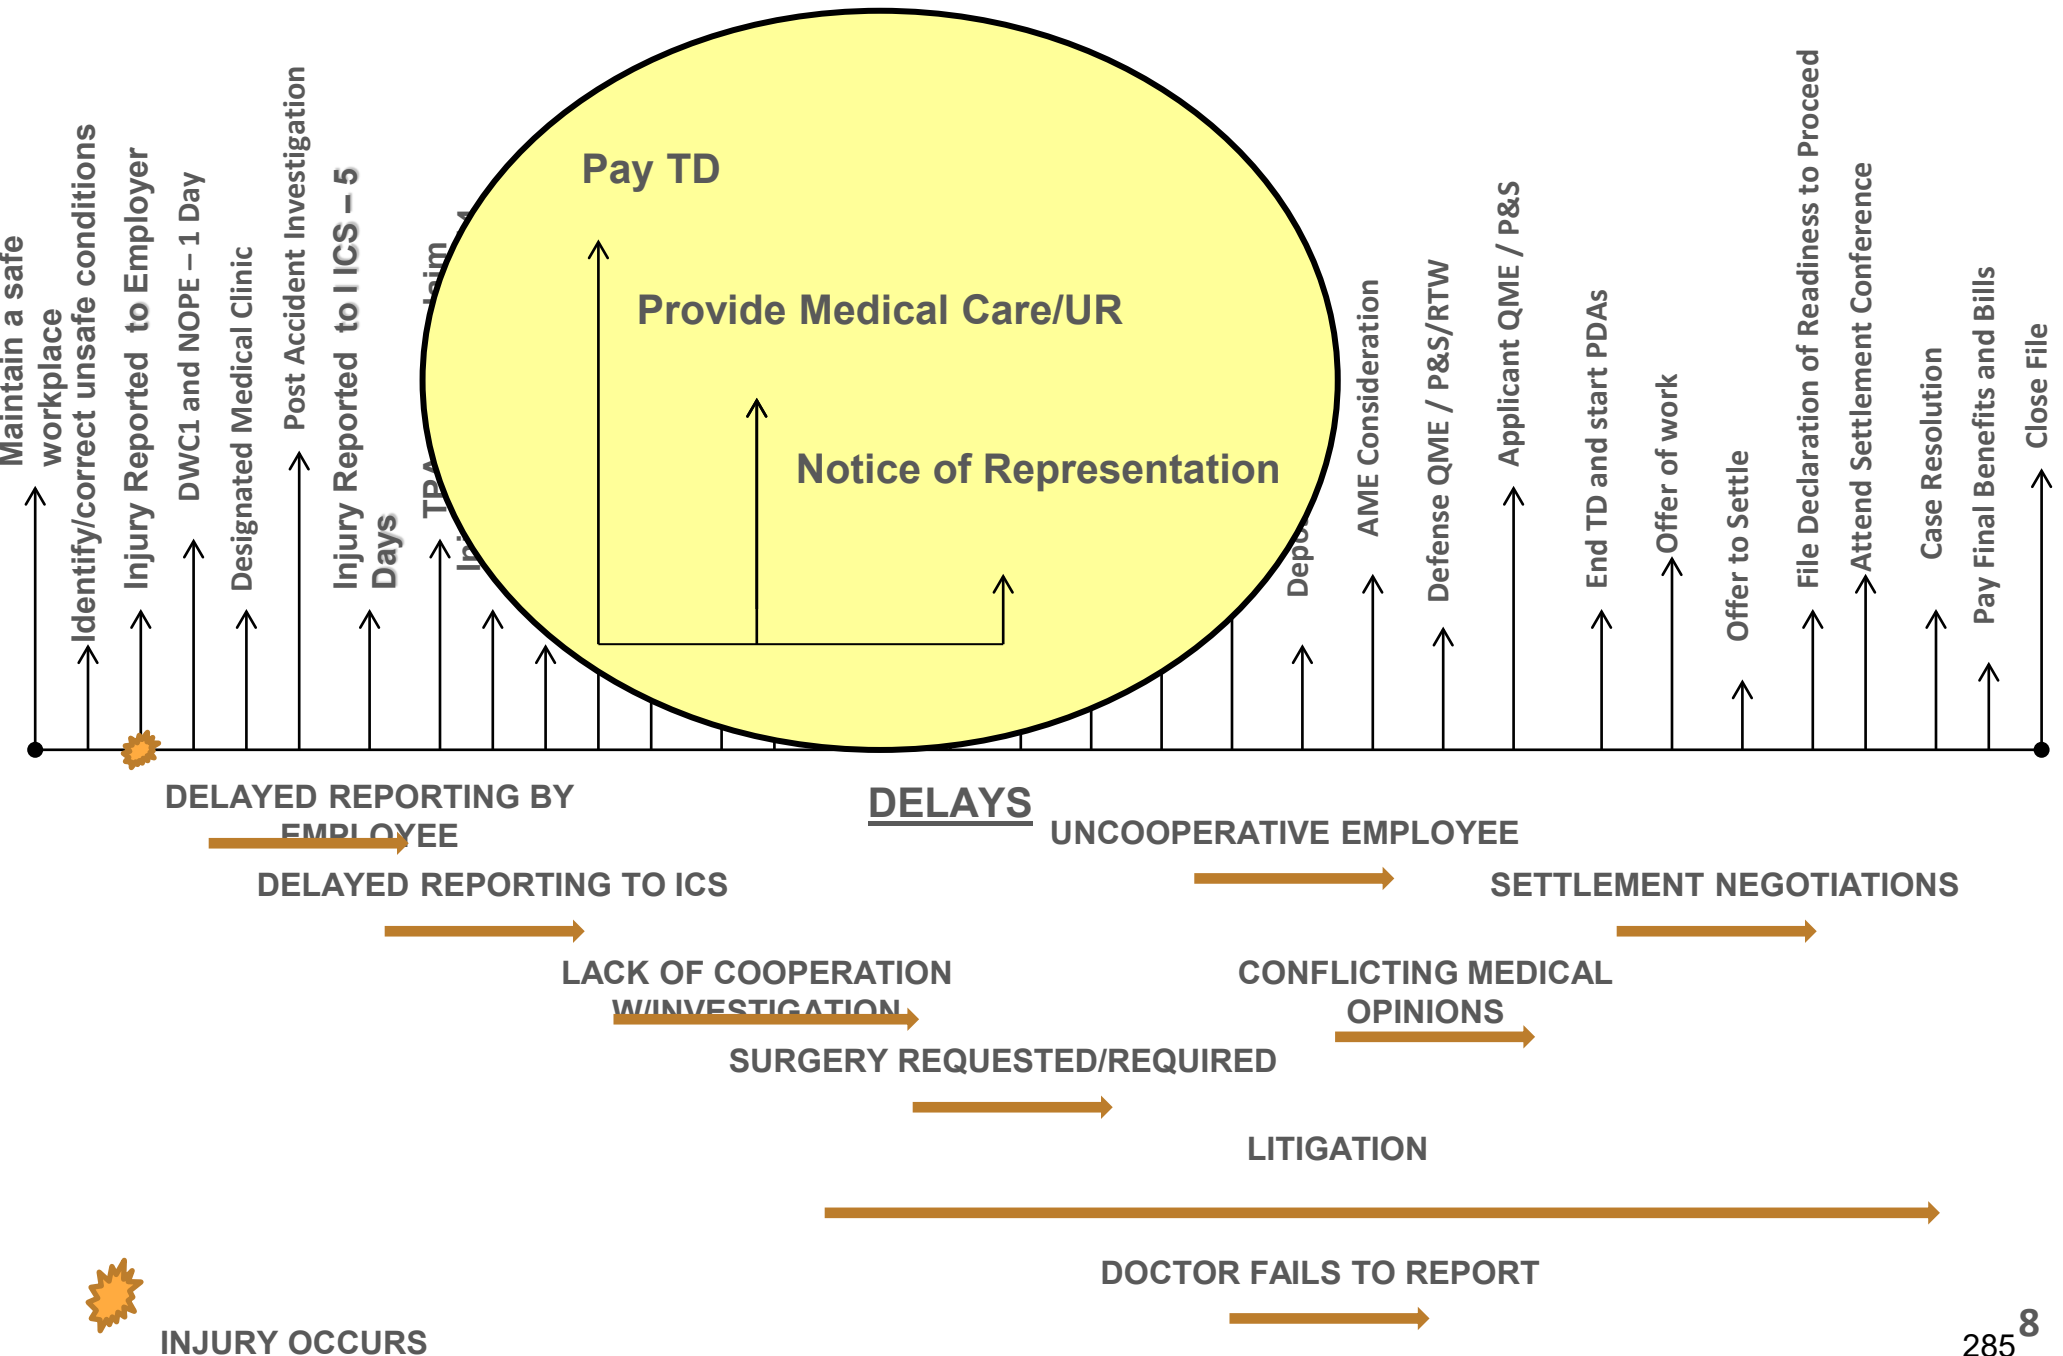 Maintain a safe
workplace
Identify/correct unsafe conditions
Injury Reported to Employer
DWC1 and NOPE – 1 Day
Designated Medical Clinic
Post Accident Investigation
Injury Reported to ICS – 5
Days
TPA
Pay TD
Provide Medical Care/UR
Notice of Representation
AME Consideration
Defense QME / P&S/RTW
Applicant QME / P&S
End TD and start PDAs
Offer of work
Offer to Settle
File Declaration of Readiness to Proceed
Attend Settlement Conference
Case Resolution
Pay Final Benefits and Bills
Close File
DELAYS
DELAYED REPORTING BY
EMPLOYEE
UNCOOPERATIVE EMPLOYEE
DELAYED REPORTING TO ICS
SETTLEMENT NEGOTIATIONS
LACK OF COOPERATION
W/INVESTIGATION
CONFLICTING MEDICAL
OPINIONS
SURGERY REQUESTED/REQUIRED
LITIGATION
DOCTOR FAILS TO REPORT
INJURY OCCURS
8
285